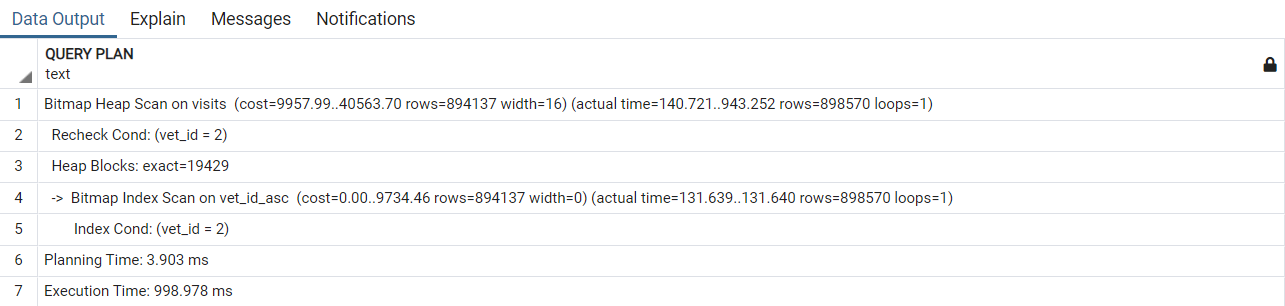 Data Output Explain Messages Notifications
QUERY PLAN
text
1 Bitmap Heap Scan on visits (cost=9957.99..40563.70 rows=894137 width=16) (actual time=140.721..943.252 rows=898570 loops=1)
2 Recheck Cond: (vet_id = 2)
3 Heap Blocks: exact=19429
4 -> Bitmap Index Scan on vet_id_asc (cost=0.00..9734.46 rows=894137 width=0) (actual time=131.639..131.640 rows=898570 loops=1)
5 Index Cond: (vet_id = 2)
6 Planning Time: 3.903 ms
7 Execution Time: 998.978 ms